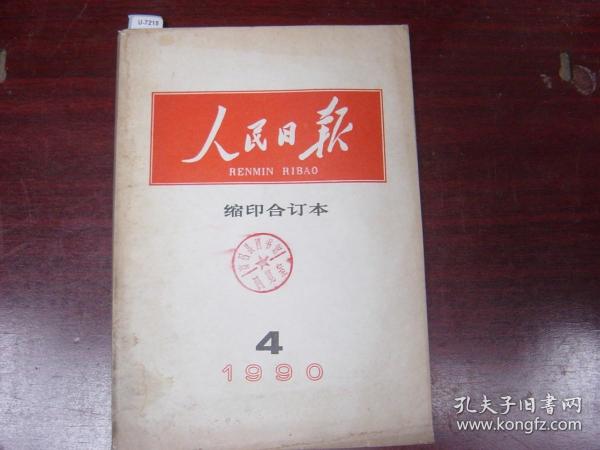 U-7215
人民日报
RENMIN RIBAO
缩印合订本
4
1990
孔夫子旧书网
www.kongfz.com